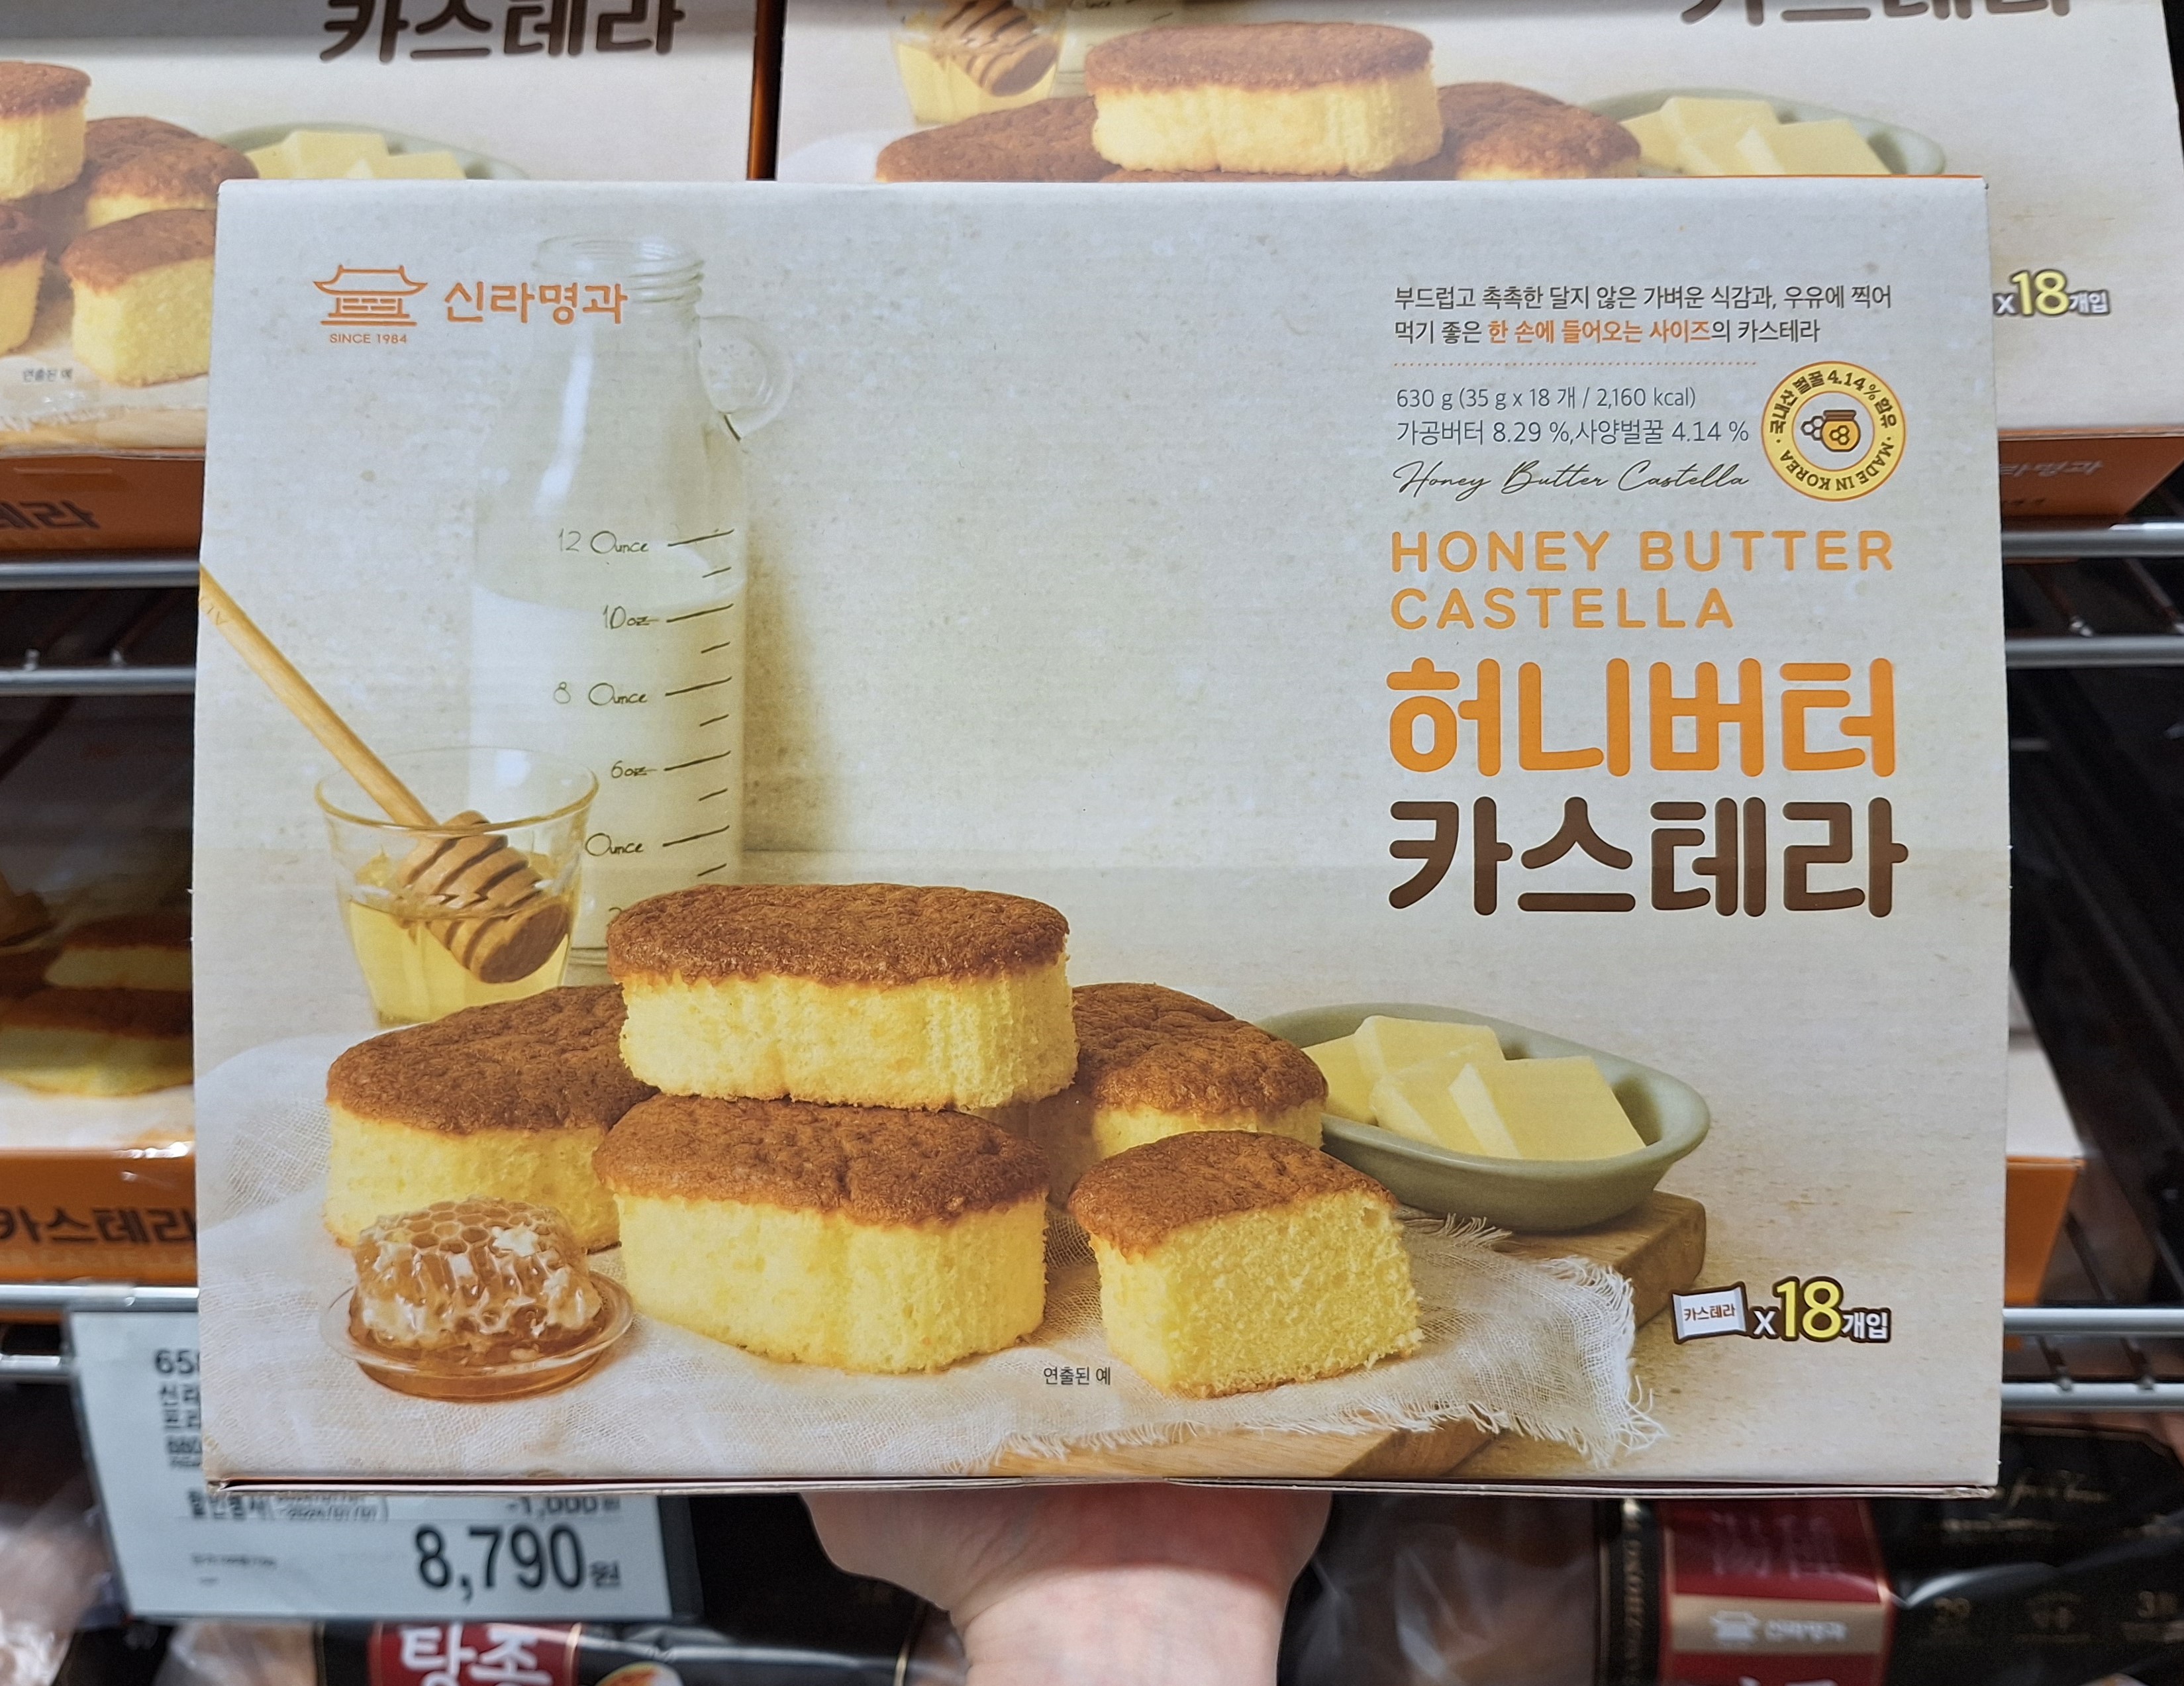 카스테라
x18개입
연출된 예
신라명과
SINCE 1984
부드럽고 촉촉한 달지 않은 가벼운 식감과, 우유에 찍어
먹기 좋은 한 손에 들어오는 사이즈의 카스테라
630 g (35 g x 18 개 / 2,160 kcal)
가공버터 8.29 %,사양벌꿀 4.14 %
Honey Butter Castella
국내산 벌꿀 4.14% 함유 · MADE IN KOREA ·
HONEY BUTTER
CASTELLA
허니버터
카스테라
12 Ounce
10oz
8 Ounce
6oz
Ounce
카스테라 x18개입
연출된 예
카스테라
-1,000원
8,790원
탕종
신라명과